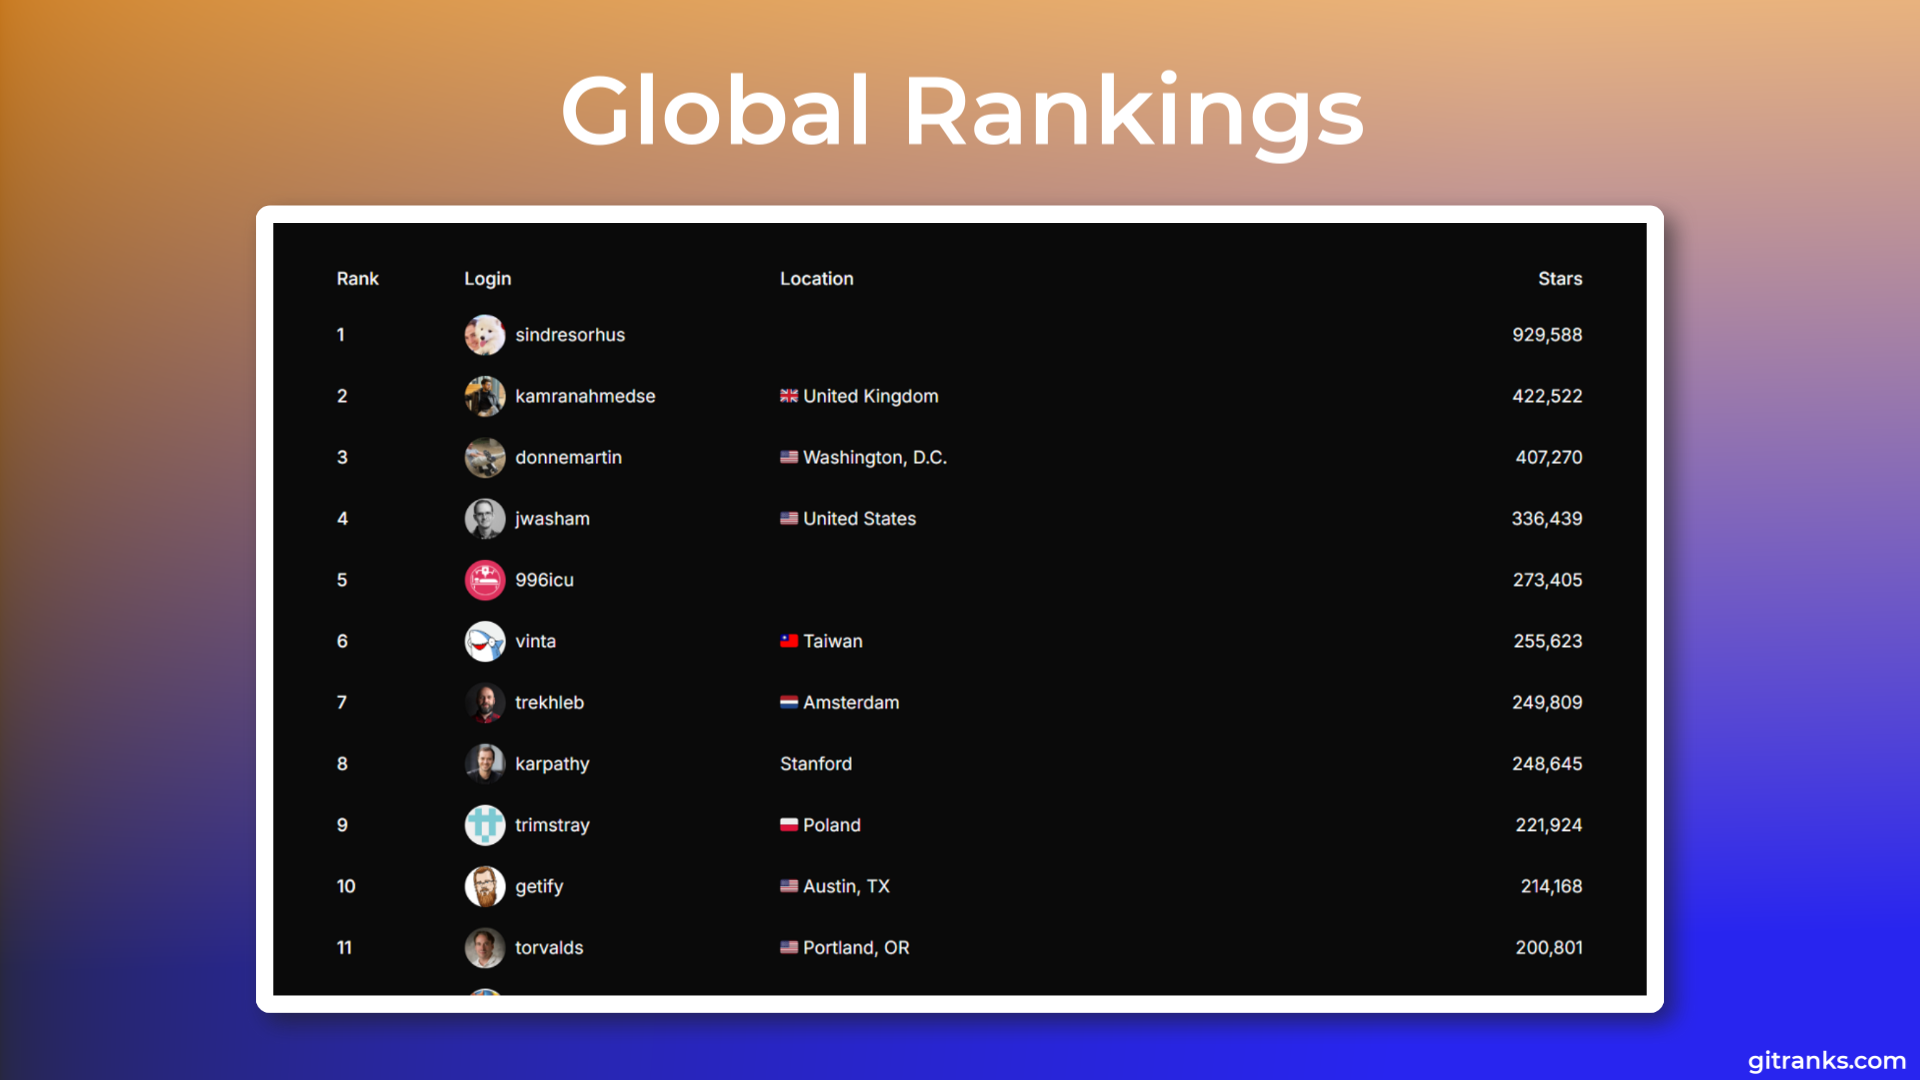 Global Rankings
Rank Login Location Stars
1 sindresorhus 929,588
2 kamranahmedse 🇬🇧 United Kingdom 422,522
3 donnemartin 🇺🇸 Washington, D.C. 407,270
4 jwasham 🇺🇸 United States 336,439
5 996icu 273,405
6 vinta 🇹🇼 Taiwan 255,623
7 trekhleb 🇳🇱 Amsterdam 249,809
8 karpathy Stanford 248,645
9 trimstray 🇵🇱 Poland 221,924
10 getify 🇺🇸 Austin, TX 214,168
11 torvalds 🇺🇸 Portland, OR 200,801
gitranks.com